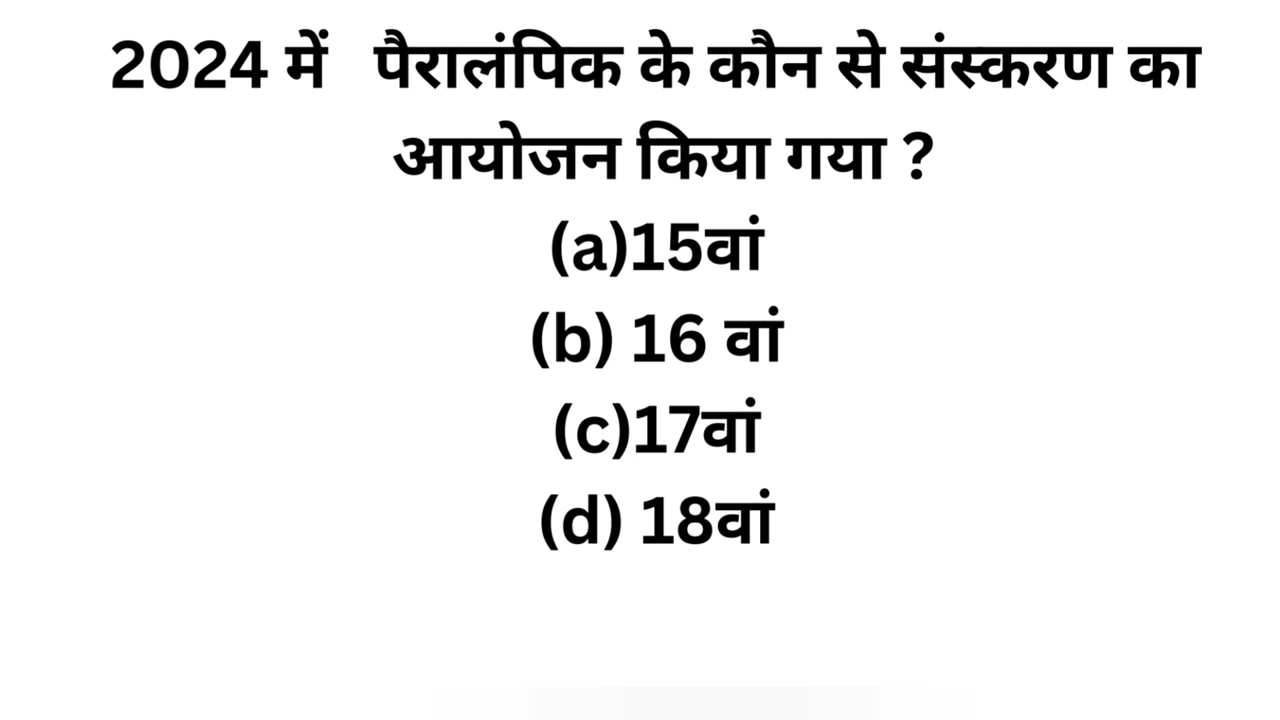 2024 में पैरालंपिक के कौन से संस्करण का
आयोजन किया गया ?
(a)15वां
(b) 16 वां
(c)17वां
(d) 18वां